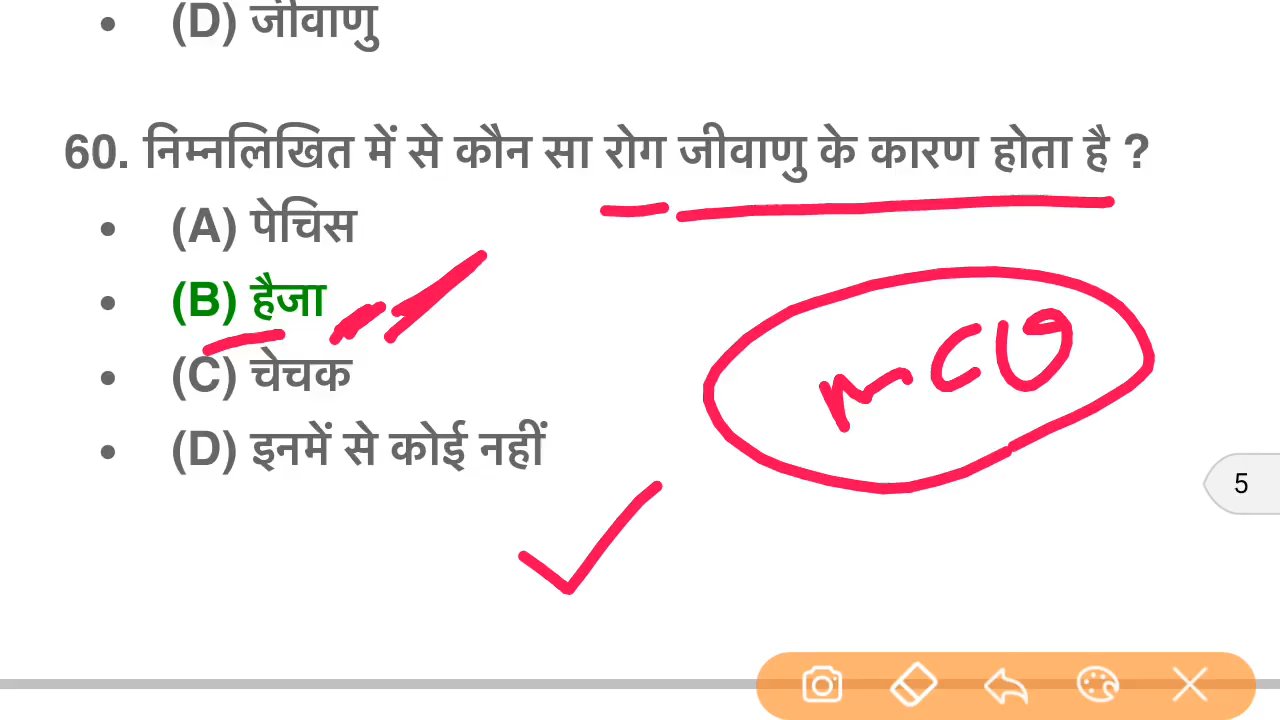 (D) जीवाणु
60. निम्नलिखित में से कौन सा रोग जीवाणु के कारण होता है ?
(A) पेचिस
(B) हैजा
(C) चेचक
(D) इनमें से कोई नहीं
mcq
5